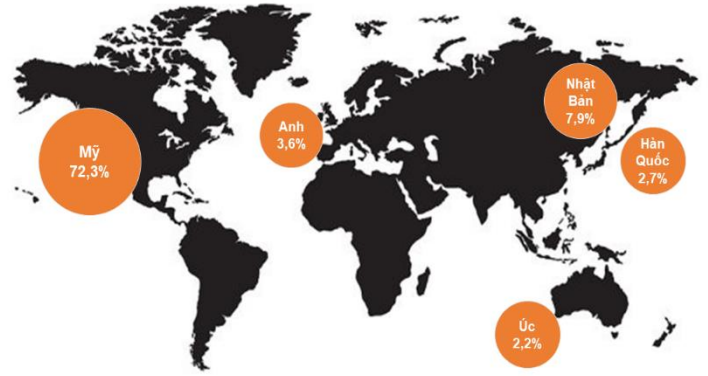 Mỹ
72,3%
Anh
3,6%
Nhật
Bản
7,9%
Hàn
Quốc
2,7%
Úc
2,2%